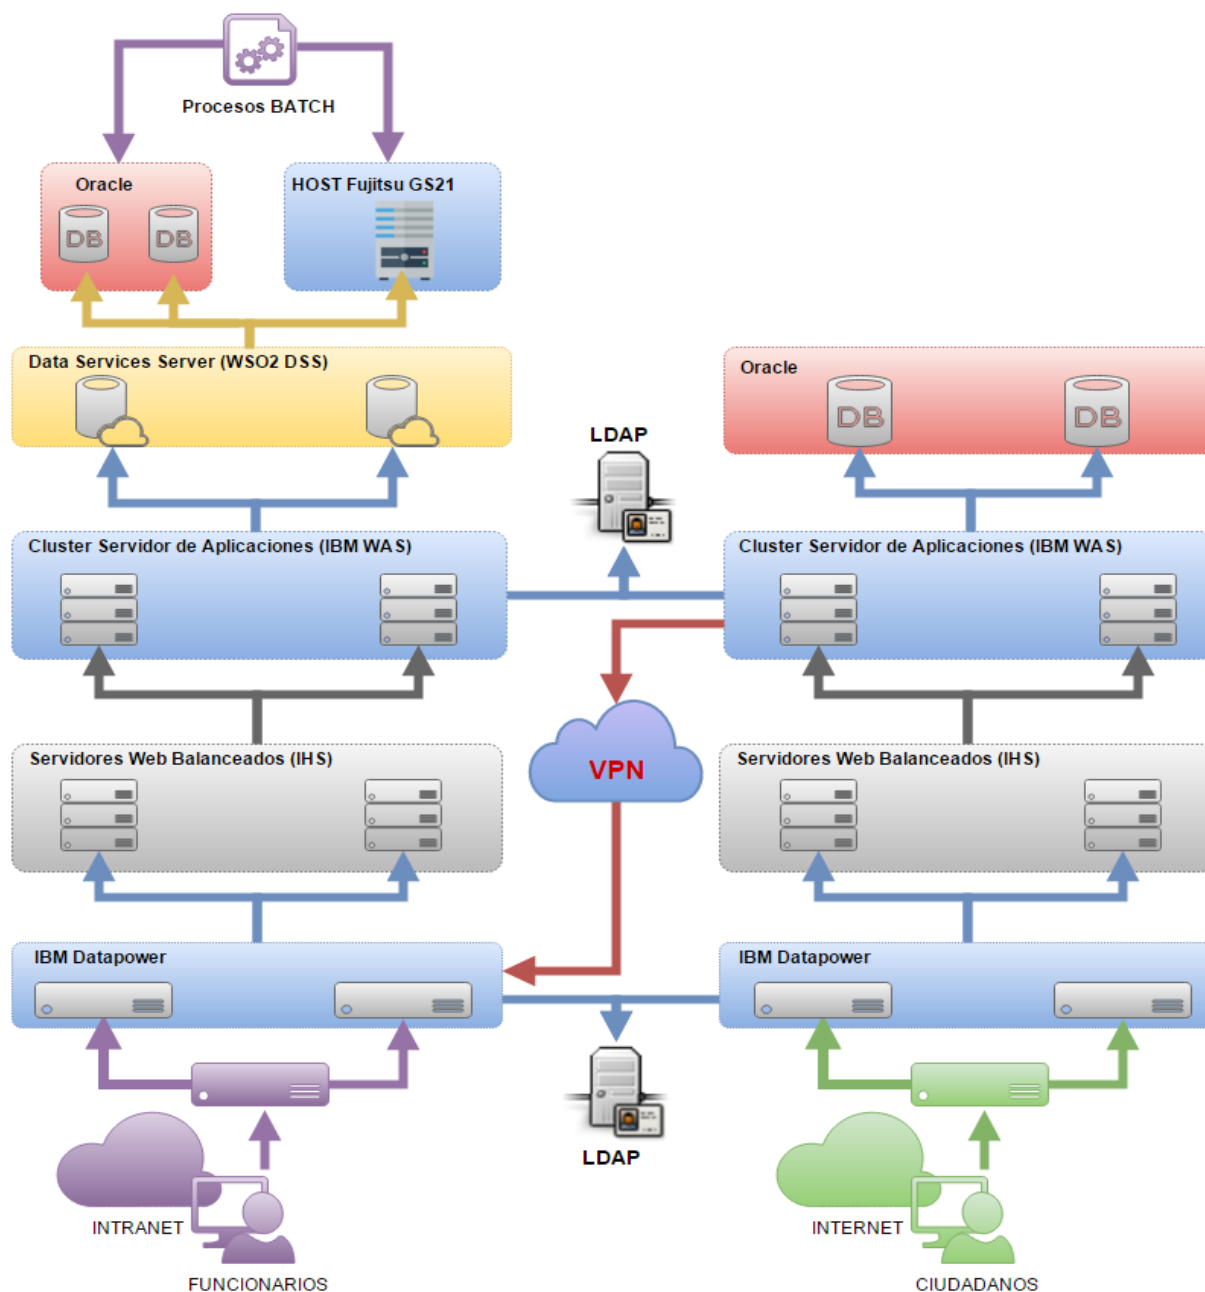 Procesos BATCH
Oracle
DB
DB
HOST Fujitsu GS21
Data Services Server (WSO2 DSS)
Oracle
DB
DB
LDAP
Cluster Servidor de Aplicaciones (IBM WAS)
Cluster Servidor de Aplicaciones (IBM WAS)
Servidores Web Balanceados (IHS)
VPN
Servidores Web Balanceados (IHS)
IBM Datapower
IBM Datapower
LDAP
INTRANET
FUNCIONARIOS
INTERNET
CIUDADANOS